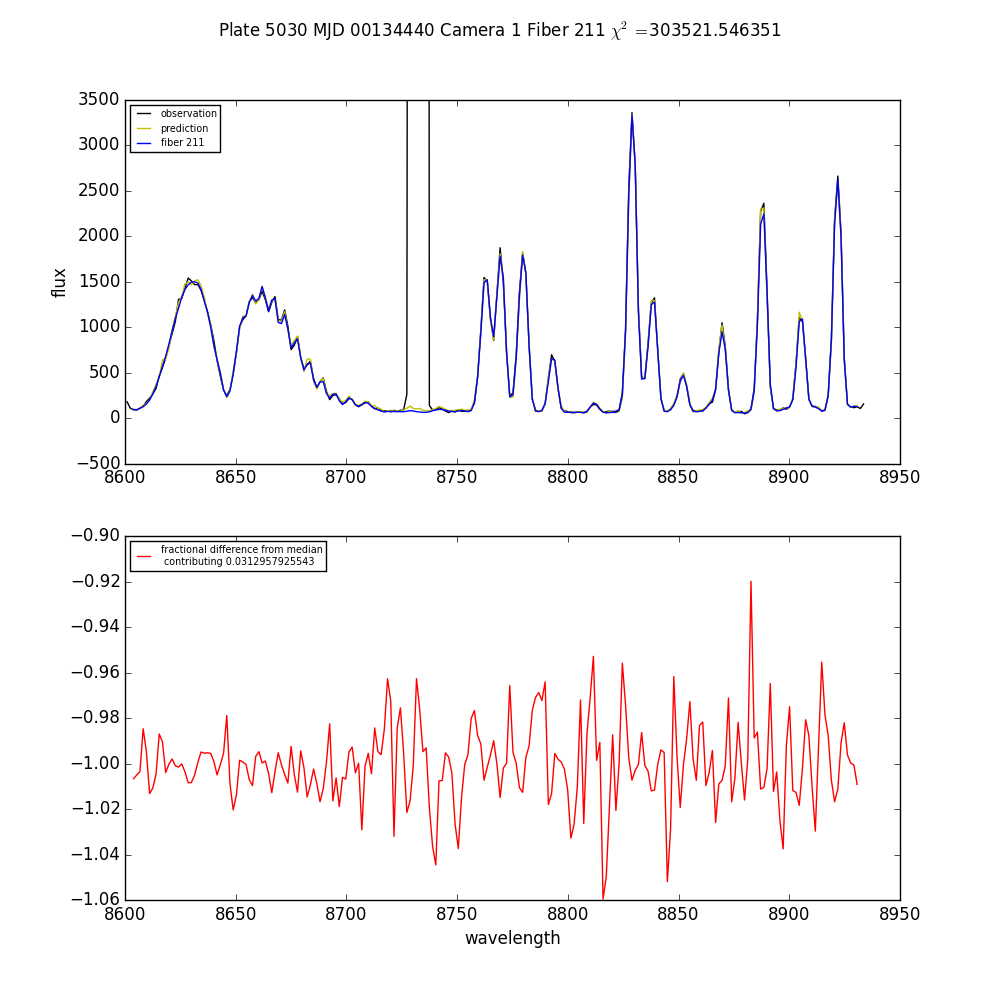 Plate 5030 MJD 00134440 Camera 1 Fiber 211 χ² =303521.546351
3500
3000
2500
2000
1500
1000
500
0
−500
flux
observation
prediction
fiber 211
8600 8650 8700 8750 8800 8850 8900 8950
−0.90
−0.92
−0.94
−0.96
−0.98
−1.00
−1.02
−1.04
−1.06
fractional difference from median
contributing 0.0312957925543
8600 8650 8700 8750 8800 8850 8900 8950
wavelength